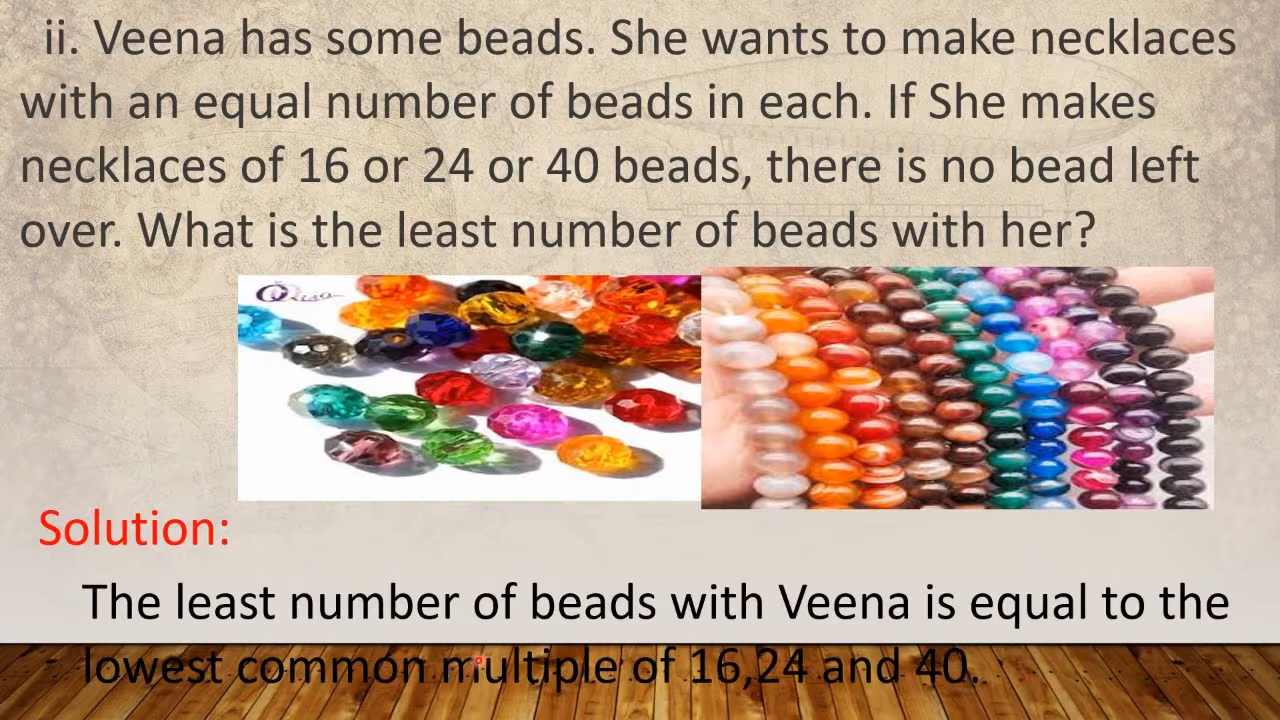 ii. Veena has some beads. She wants to make necklaces
with an equal number of beads in each. If She makes
necklaces of 16 or 24 or 40 beads, there is no bead left
over. What is the least number of beads with her?
Solution:
The least number of beads with Veena is equal to the
lowest common multiple of 16,24 and 40.